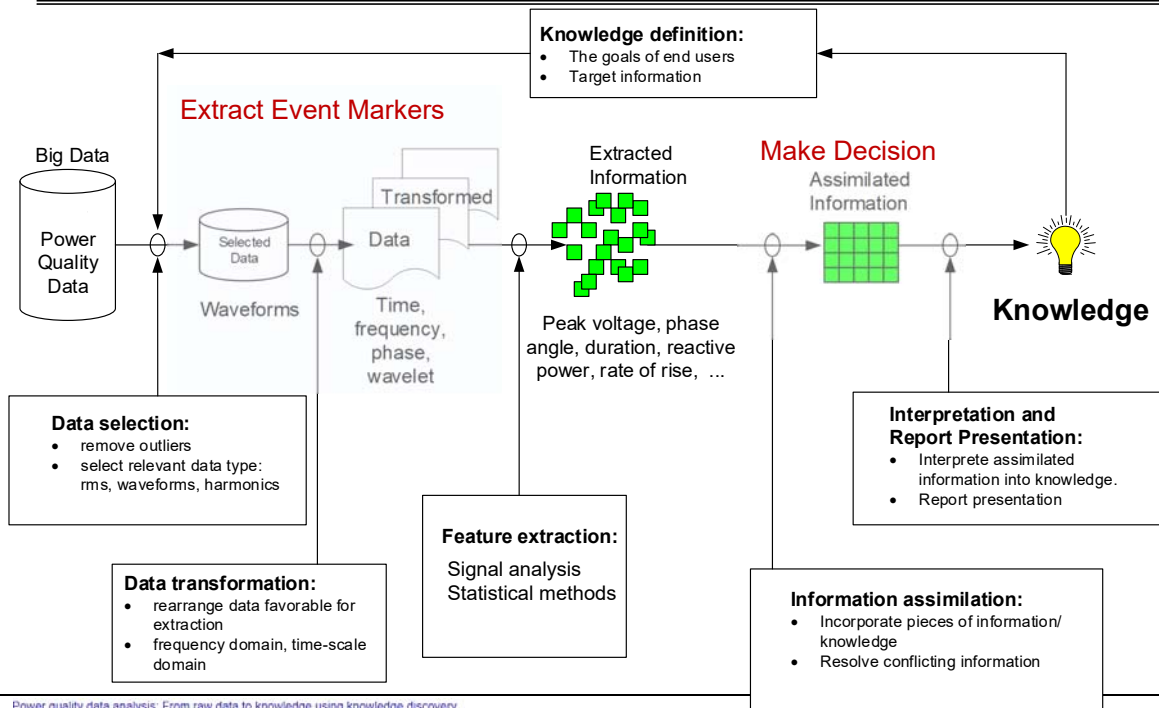 Knowledge definition:
• The goals of end users
• Target information
Extract Event Markers
Big Data
Power
Quality
Data
Selected
Data
Waveforms
Transformed
Data
Time,
frequency,
phase,
wavelet
Extracted
Information
Peak voltage, phase
angle, duration, reactive
power, rate of rise, ...
Make Decision
Assimilated
Information
Knowledge
Data selection:
• remove outliers
• select relevant data type:
rms, waveforms, harmonics
Data transformation:
• rearrange data favorable for
extraction
• frequency domain, time-scale
domain
Feature extraction:
Signal analysis
Statistical methods
Interpretation and
Report Presentation:
• Interprete assimilated
information into knowledge.
• Report presentation
Information assimilation:
• Incorporate pieces of information/
knowledge
• Resolve conflicting information
Power quality data analysis: From raw data to knowledge using knowledge discovery